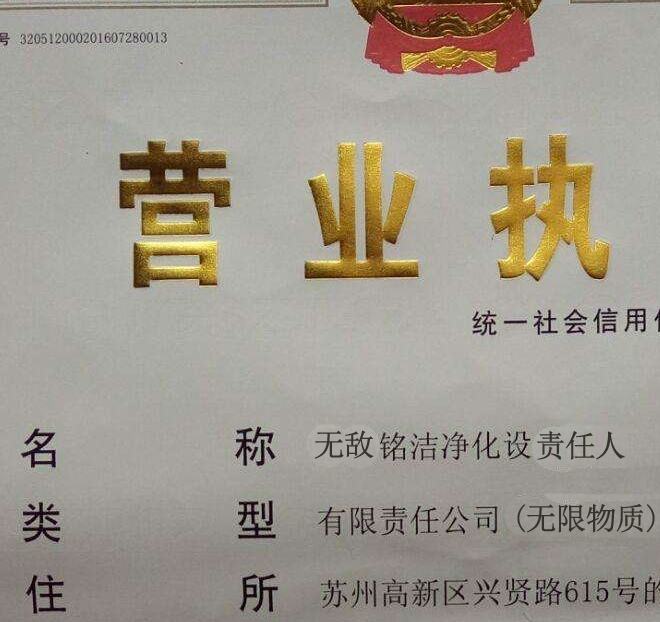 号 320512000201607280013
营业执
统一社会信用
名称 无敌铭洁净化设责任人
类型 有限责任公司(无限物质)
住所 苏州高新区兴贤路615号的